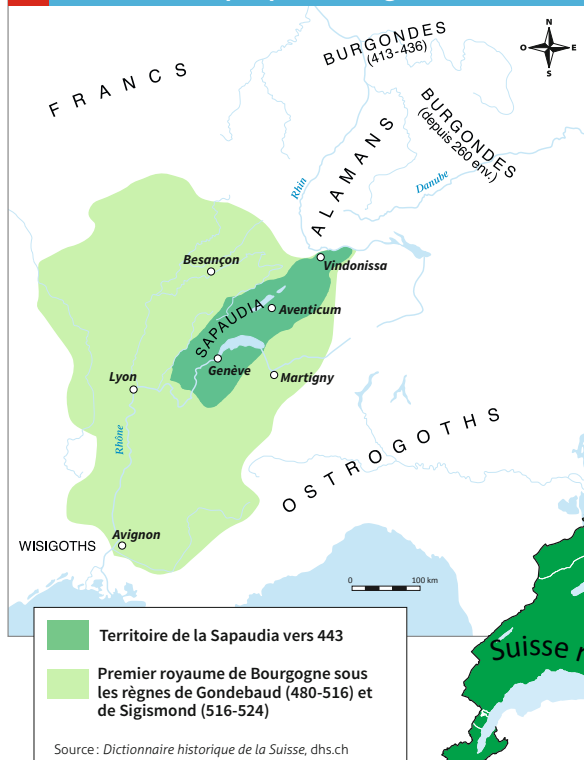 N
O
E
S
FRANCS
BURGONDES
(413-436)
BURGONDES
(depuis 260 env.)
ALAMANS
Rhin
Danube
Besançon
Vindonissa
SAPAUDIA
Aventicum
Genève
Martigny
Lyon
Rhône
OSTROGOTHS
Avignon
WISIGOTHS
0
100 km
Suisse r
Territoire de la Sapaudia vers 443
Premier royaume de Bourgogne sous
les règnes de Gondebaud (480-516) et
de Sigismond (516-524)
Source : Dictionnaire historique de la Suisse, dhs.ch